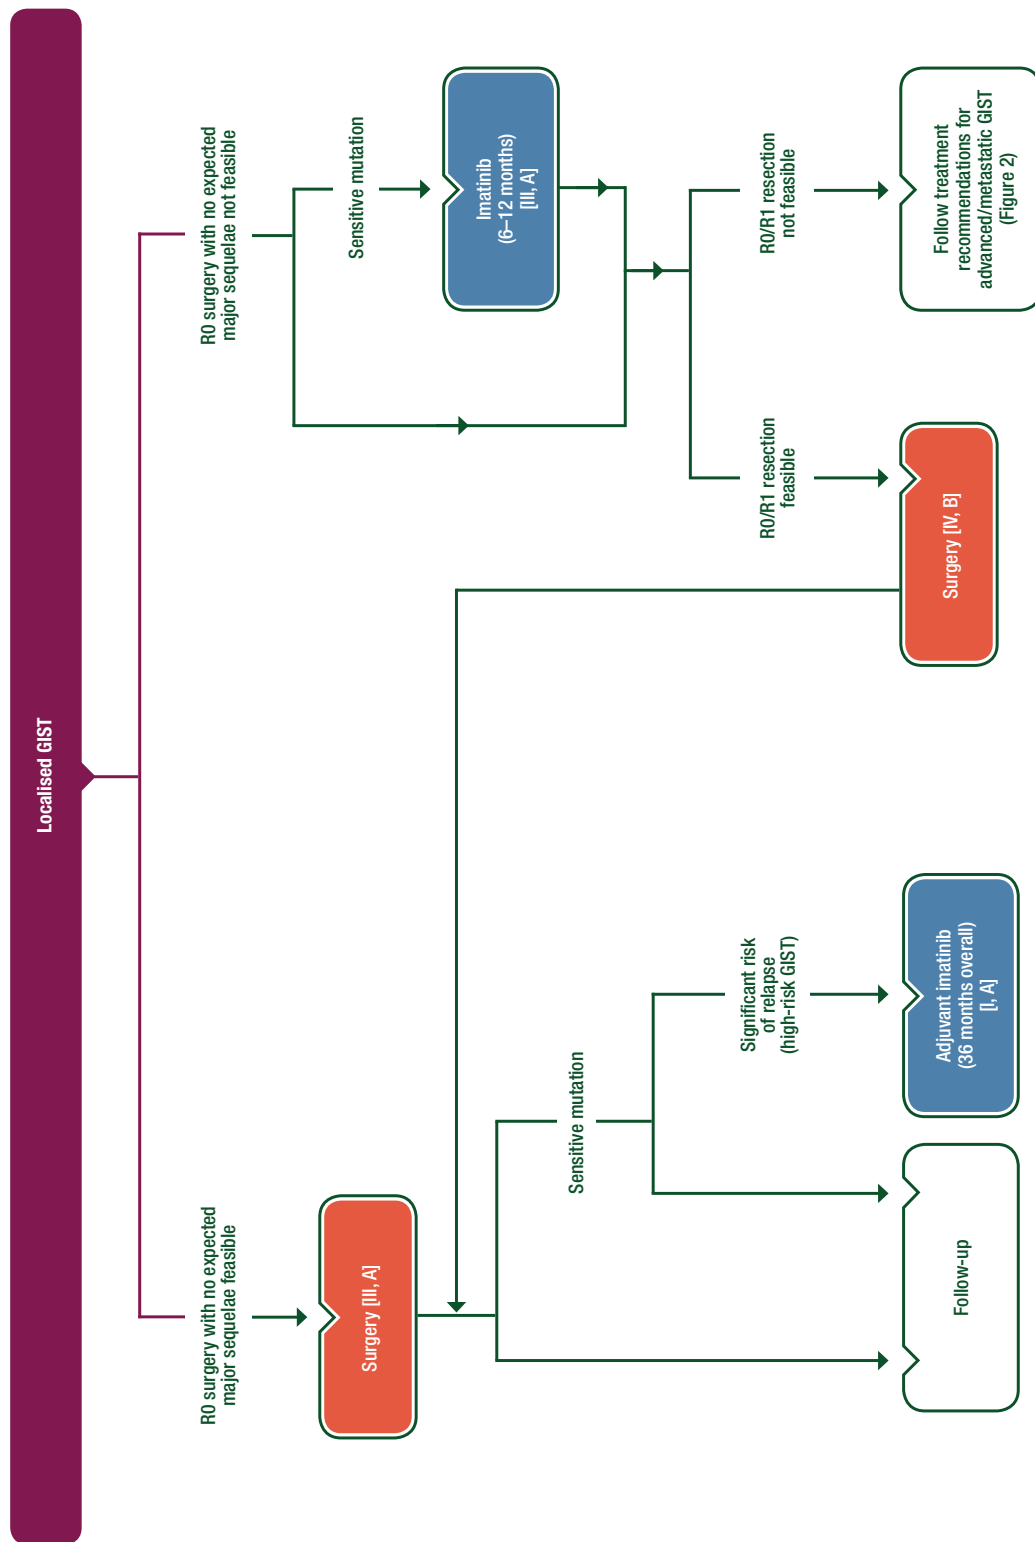 Localised GIST
R0 surgery with no expected
major sequelae feasible
R0 surgery with no expected
major sequelae not feasible
Surgery [III, A]
Sensitive mutation
Imatinib
(6–12 months)
[III, A]
Sensitive mutation
Significant risk
of relapse
(high-risk GIST)
R0/R1 resection
feasible
R0/R1 resection
not feasible
Follow-up
Adjuvant imatinib
(36 months overall)
[I, A]
Surgery [IV, B]
Follow treatment
recommendations for
advanced/metastatic GIST
(Figure 2)